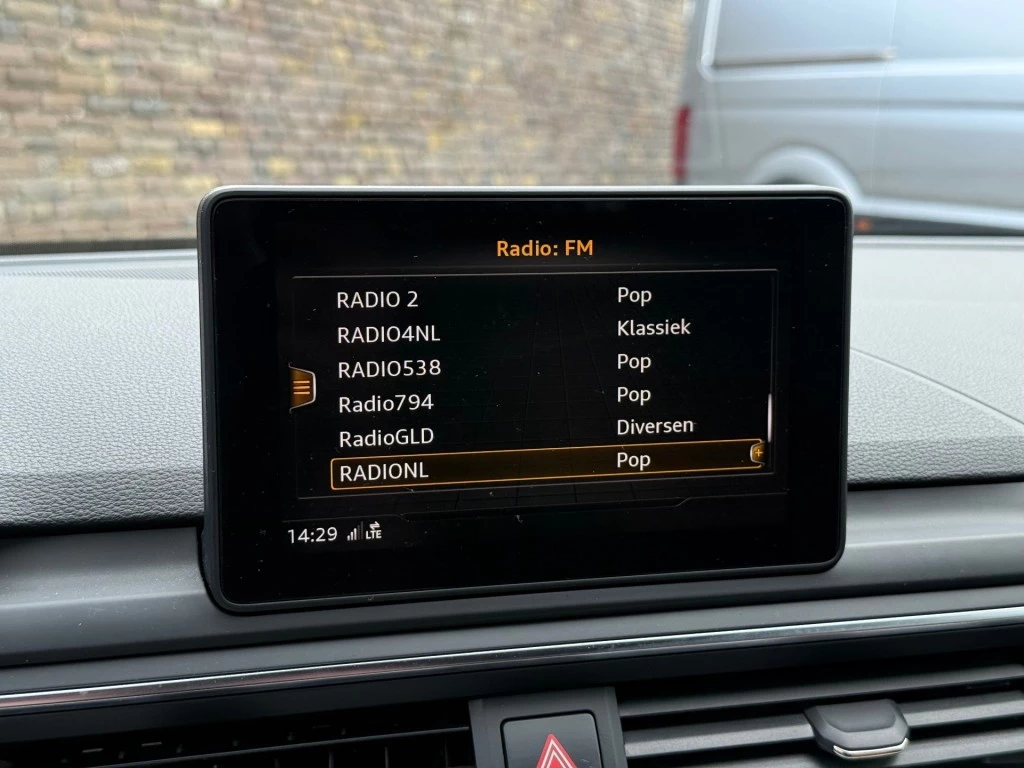 Radio: FM
RADIO 2 Pop
RADIO4NL Klassiek
RADIO538 Pop
Radio794 Pop
RadioGLD Diversen
RADIONL Pop
14:29 LTE